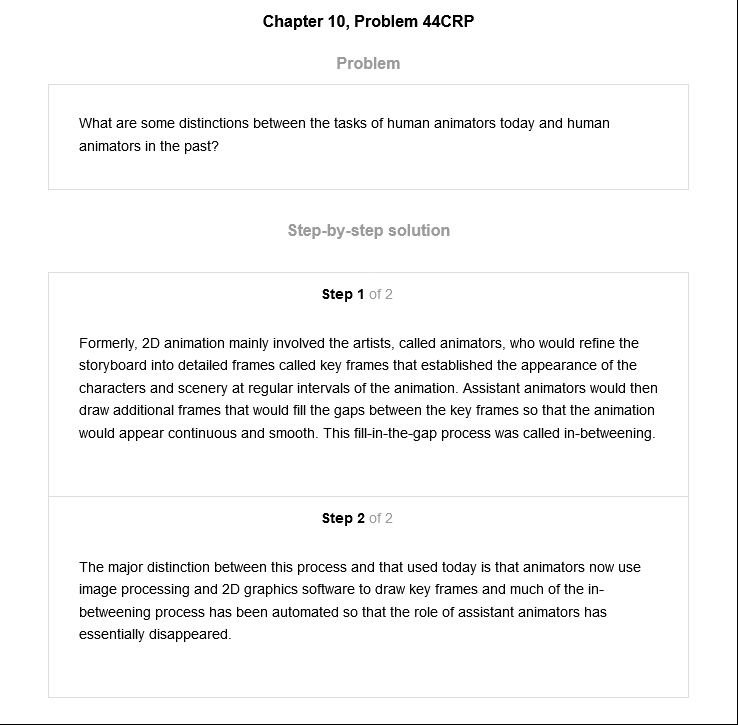 Chapter 10, Problem 44CRP
Problem
What are some distinctions between the tasks of human animators today and human
animators in the past?
Step-by-step solution
Step 1 of 2
Formerly, 2D animation mainly involved the artists, called animators, who would refine the
storyboard into detailed frames called key frames that established the appearance of the
characters and scenery at regular intervals of the animation. Assistant animators would then
draw additional frames that would fill the gaps between the key frames so that the animation
would appear continuous and smooth. This fill-in-the-gap process was called in-betweening.
Step 2 of 2
The major distinction between this process and that used today is that animators now use
image processing and 2D graphics software to draw key frames and much of the in-
betweening process has been automated so that the role of assistant animators has
essentially disappeared.